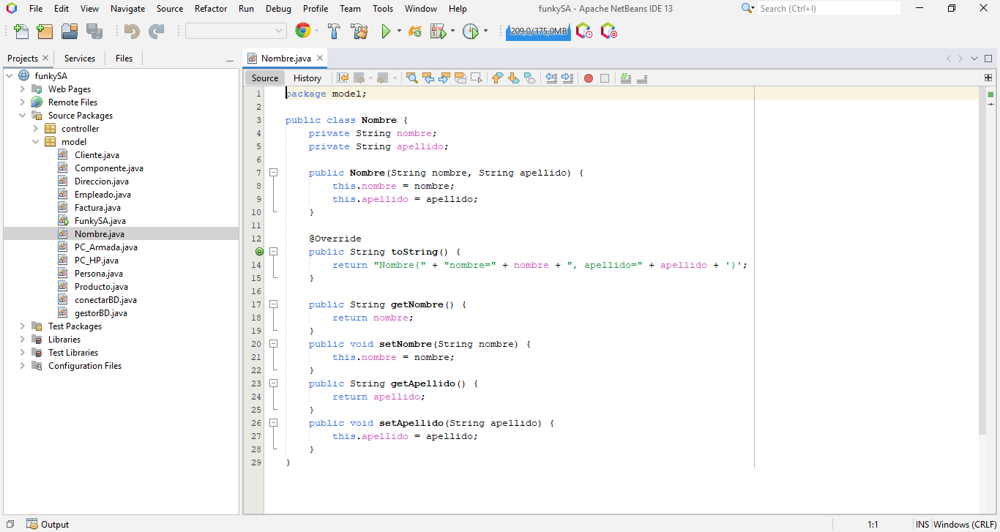 File Edit View Navigate Source Refactor Run Debug Profile Team Tools Window Help funkySA - Apache NetBeans IDE 13 Search (Ctrl+I)
209,0/375,0MB
Projects Services Files
funkySA
Web Pages
Remote Files
Source Packages
controller
model
Cliente.java
Componente.java
Direccion.java
Empleado.java
Factura.java
FunkySA.java
Nombre.java
PC_Armada.java
PC_HP.java
Persona.java
Producto.java
conectarBD.java
gestorBD.java
Test Packages
Libraries
Test Libraries
Configuration Files
Nombre.java
Source History
1 package model;
2
3 public class Nombre {
4 private String nombre;
5 private String apellido;
6
7 public Nombre(String nombre, String apellido) {
8 this.nombre = nombre;
9 this.apellido = apellido;
10 }
11
12 @Override
public String toString() {
14 return "Nombre{" + "nombre=" + nombre + ", apellido=" + apellido + '}';
15 }
16
17 public String getNombre() {
18 return nombre;
19 }
20 public void setNombre(String nombre) {
21 this.nombre = nombre;
22 }
23 public String getApellido() {
24 return apellido;
25 }
26 public void setApellido(String apellido) {
27 this.apellido = apellido;
28 }
29 }
Output 1:1 INS Windows (CRLF)